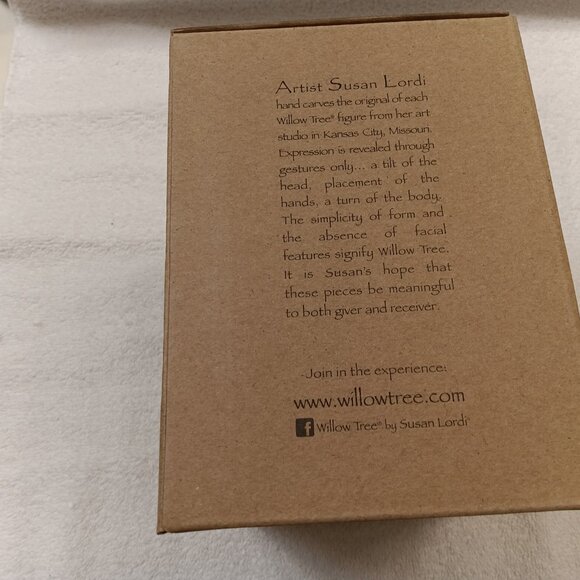 Artist Susan Lordi
hand carves the original of each
Willow Tree® figure from her art
studio in Kansas City, Missouri.
Expression is revealed through
gestures only... a tilt of the
head, placement of the
hands, a turn of the body.
The simplicity of form and
the absence of facial
features signify Willow Tree.
It is Susan's hope that
these pieces be meaningful
to both giver and receiver.
Join in the experience:
www.willowtree.com
f Willow Tree® by Susan Lordi